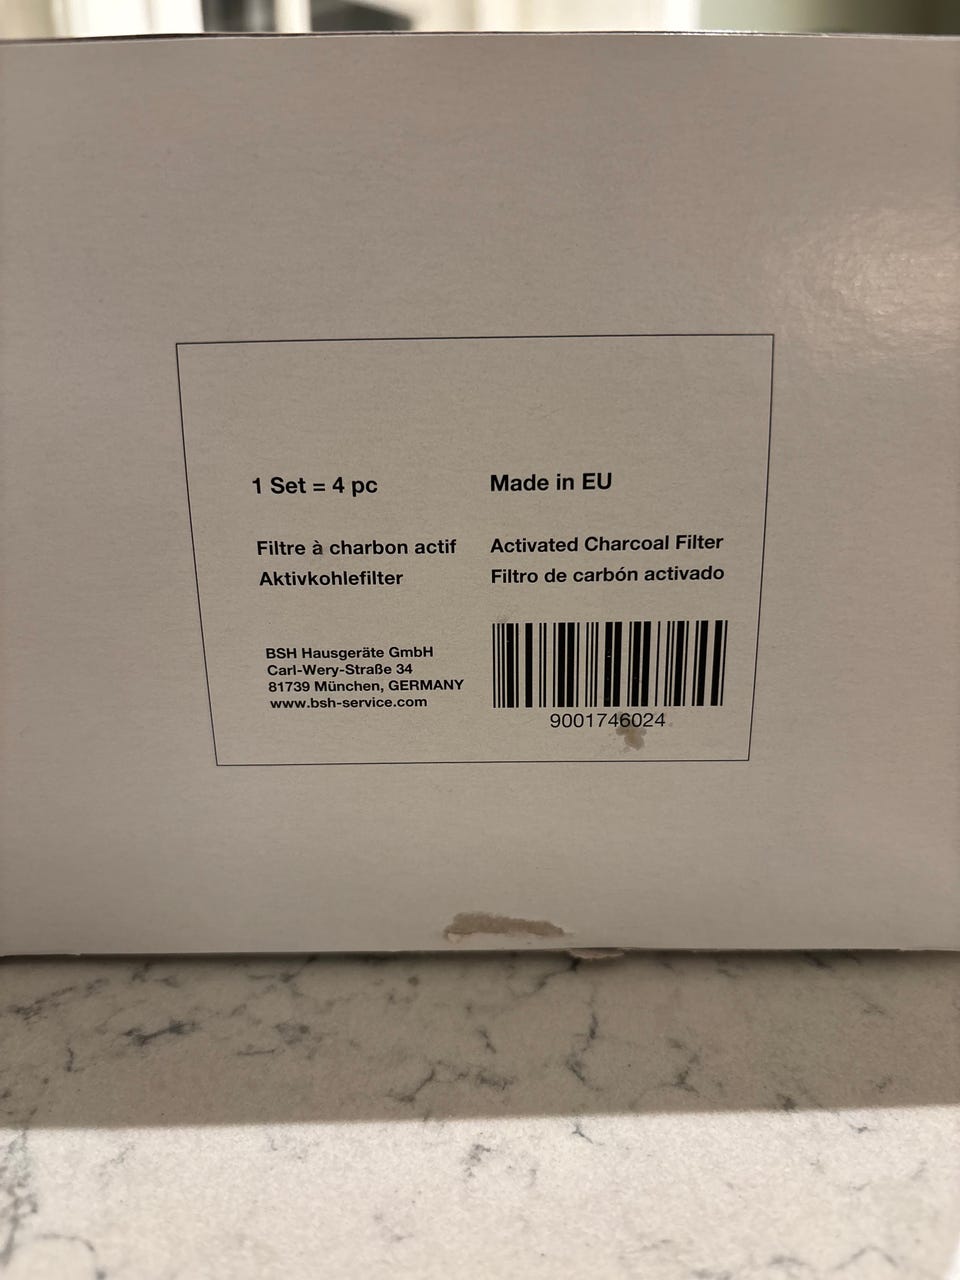 1 Set = 4 pc
Made in EU
Filtre à charbon actif
Aktivkohlefilter
Activated Charcoal Filter
Filtro de carbón activado
BSH Hausgeräte GmbH
Carl-Wery-Straße 34
81739 München, GERMANY
www.bsh-service.com
9001746024